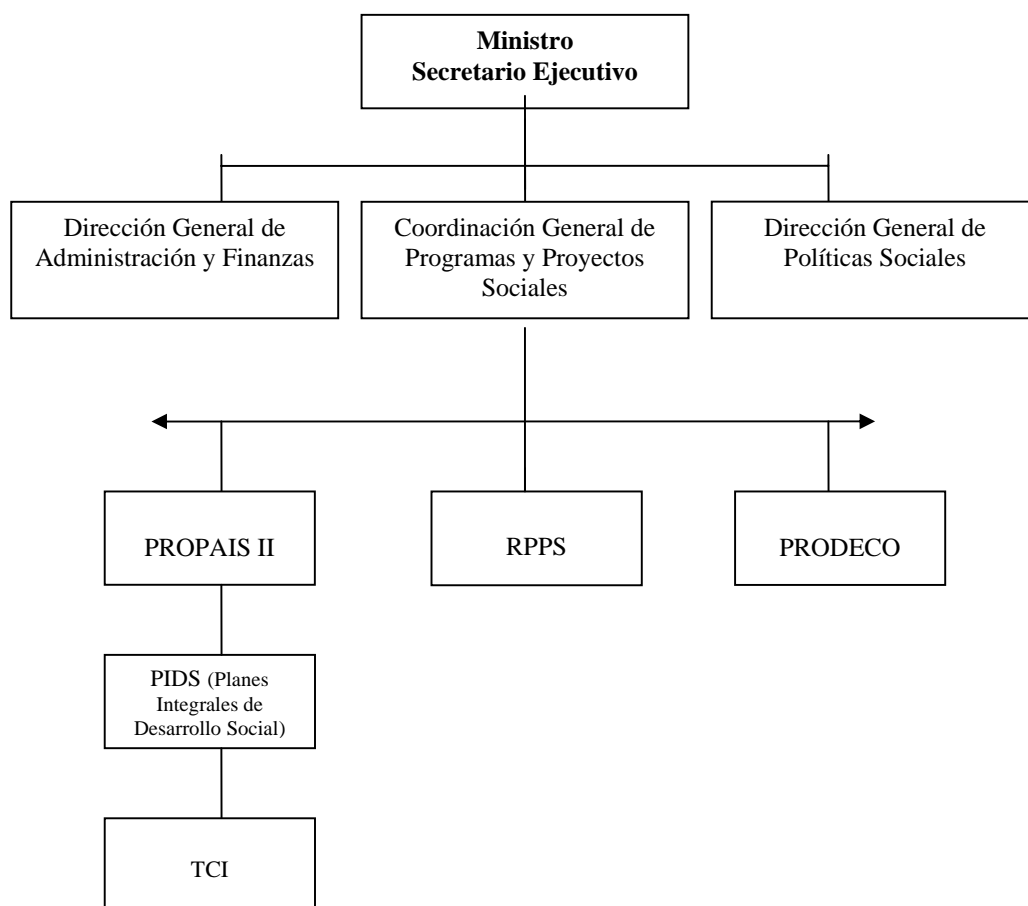 Ministro
Secretario Ejecutivo
Dirección General de
Administración y Finanzas
Coordinación General de
Programas y Proyectos
Sociales
Dirección General de
Políticas Sociales
PROPAIS II
RPPS
PRODECO
PIDS (Planes
Integrales de
Desarrollo Social)
TCI